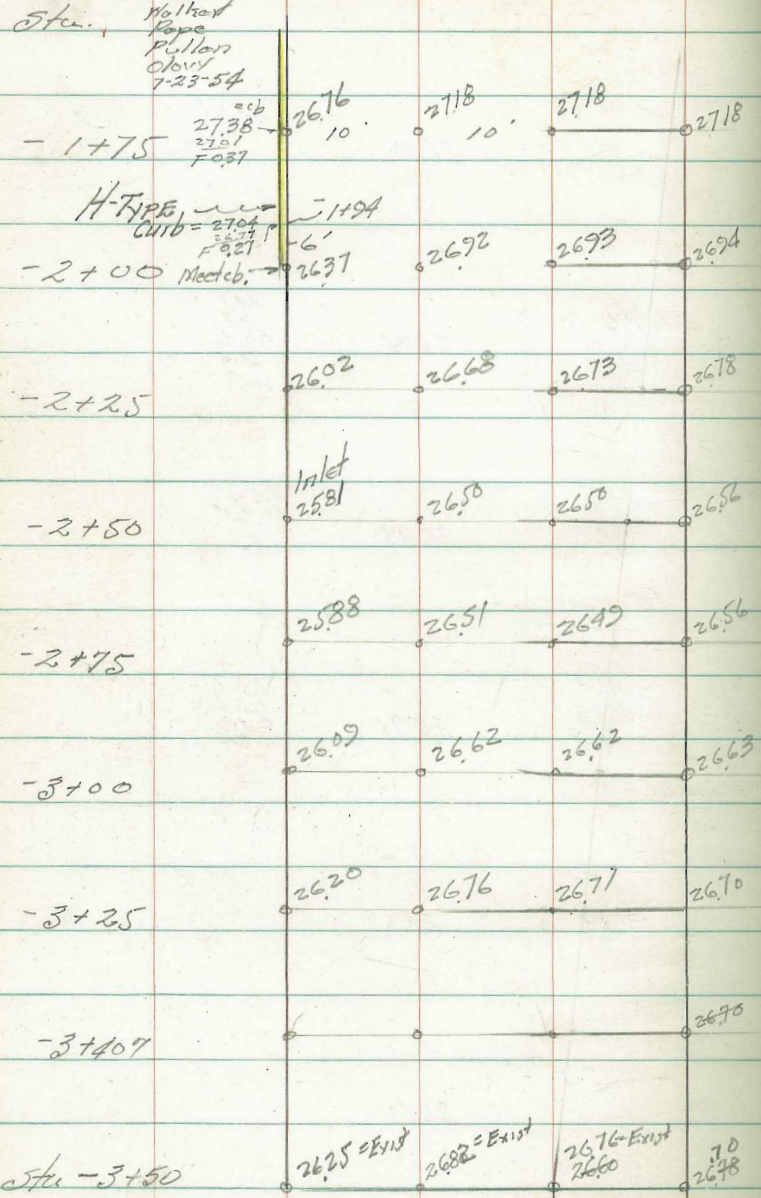 Sta.
Walker
Pope
Pullon
Olovy
7-23-54
= cb
27.38 26.76 27.18 27.18 27.18
- 1+75 27.01 10 10'
F 0.37
H-TYPE - 1+94
Curb = 27.04
26.77 - 6'
F 0.27 26.92 26.93 26.94
- 2+00 Meet cb. 26.37
26.02 26.68 26.73 26.78
- 2+25
Inlet
25.81 26.50 26.50 26.56
- 2+50
25.88 26.51 26.49 26.56
- 2+75
26.09 26.62 26.62 26.63
- 3+00
26.20 26.76 26.71 26.70
- 3+25
26.70
- 3+407
26.25 = Exist 26.82 = Exist 26.76 - Exist .70
Sta - 3+50 26.60 26.78